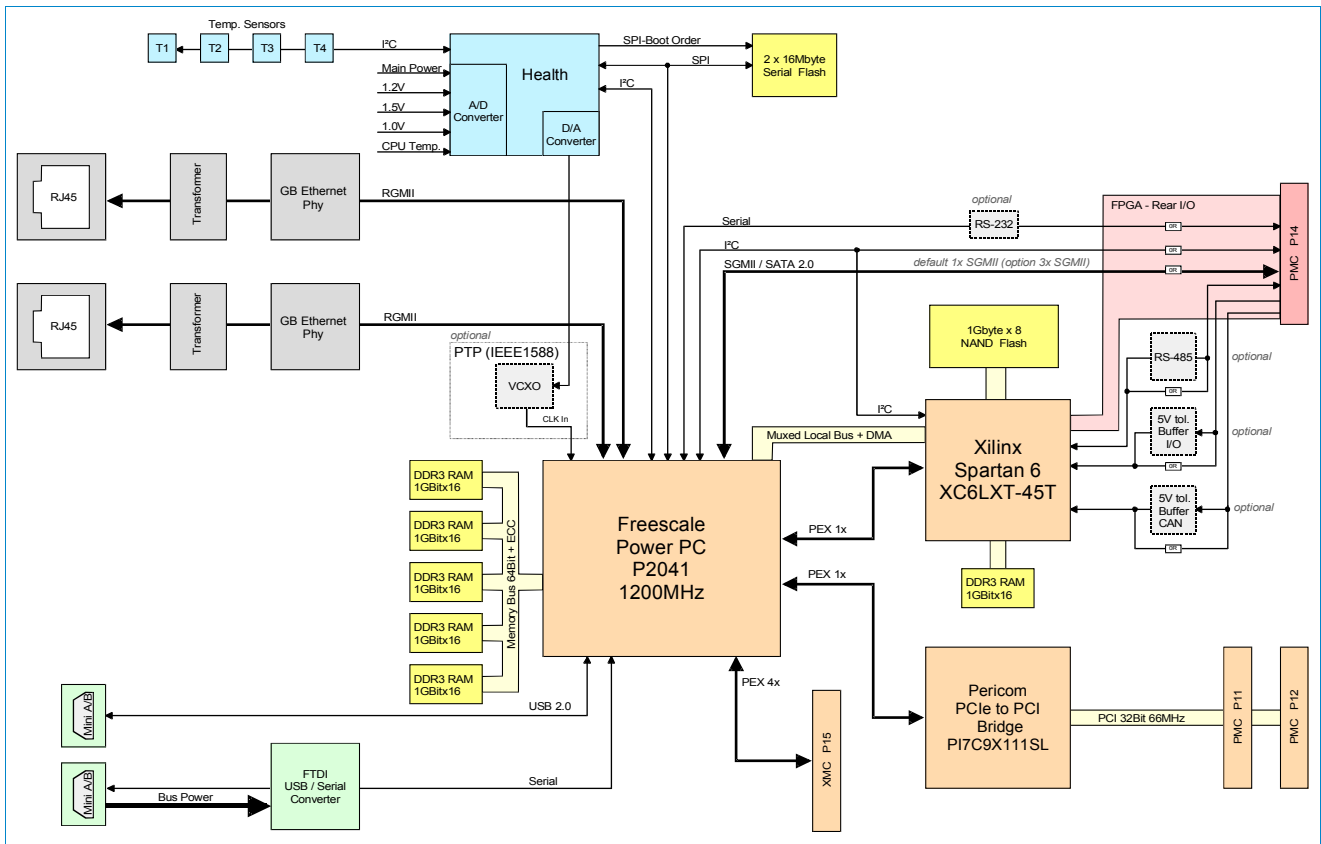 Temp. Sensors
T1
T2
T3
T4
I²C
Main Power
1.2V
1.5V
1.0V
CPU Temp.
Health
A/D
Converter
D/A
Converter
SPI-Boot Order
SPI
I²C
2 x 16Mbyte
Serial Flash
RJ45
Transformer
GB Ethernet
Phy
RGMII
RJ45
Transformer
GB Ethernet
Phy
RGMII
optional
PTP (IEEE1588)
VCXO
CLK In
Serial
optional
RS-232
I²C
SGMII / SATA 2.0
default 1x SGMII (option 3x SGMII)
FPGA - Rear I/O
OR
OR
OR
PMC P14
1Gbyte x 8
NAND Flash
RS-485
optional
OR
I²C
Muxed Local Bus + DMA
Xilinx
Spartan 6
XC6LXT-45T
5V tol.
Buffer
I/O
optional
OR
5V tol.
Buffer
CAN
optional
OR
DDR3 RAM
1GBitx16
DDR3 RAM
1GBitx16
DDR3 RAM
1GBitx16
DDR3 RAM
1GBitx16
DDR3 RAM
1GBitx16
Memory Bus 64Bit + ECC
Freescale
Power PC
P2041
1200MHz
PEX 1x
PEX 1x
DDR3 RAM
1GBitx16
PEX 4x
XMC P15
Pericom
PCIe to PCI
Bridge
PI7C9X111SL
PCI 32Bit 66MHz
PMC P11
PMC P12
Mini A/B
USB 2.0
Mini A/B
Bus Power
FTDI
USB / Serial
Converter
Serial